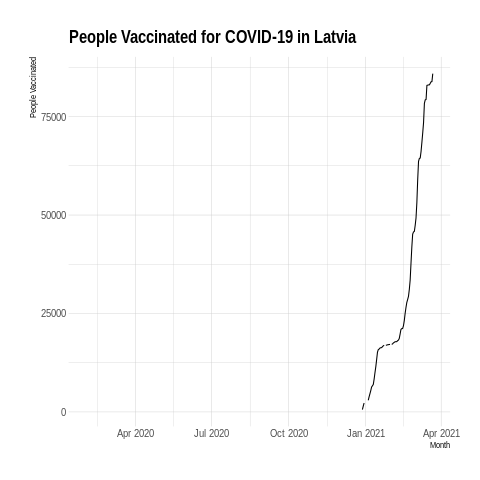 People Vaccinated for COVID-19 in Latvia
People Vaccinated
75000
50000
25000
0
Apr 2020
Jul 2020
Oct 2020
Jan 2021
Apr 2021
Month